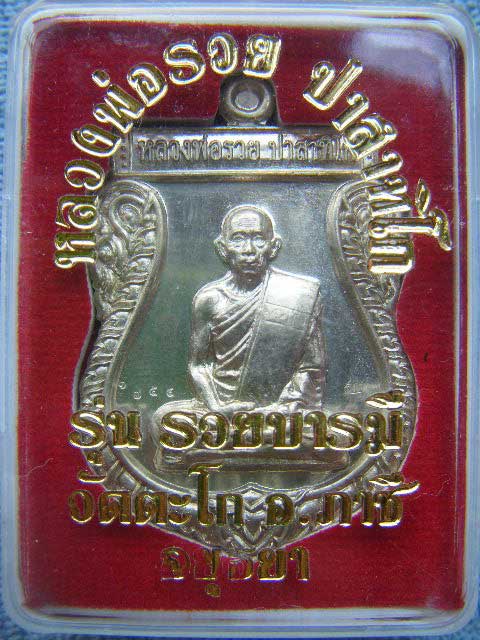 หลวงพ่อรวย ปาสาทิโก
หลวงพ่อรวย ปาสาทิโก
รุ่น รวยบารมี
วัดตะโก อ.ภาชี
จ.อยุธยา